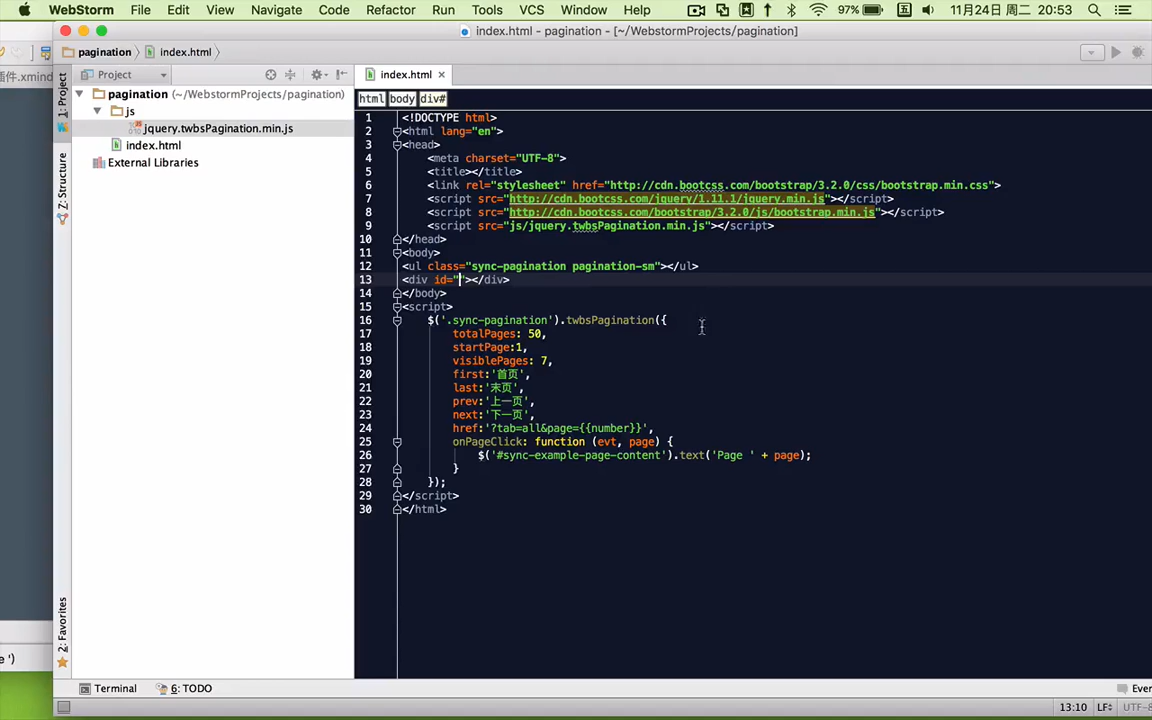 WebStorm File Edit View Navigate Code Refactor Run Tools VCS Window Help 97% 五 11月24日 周二 20:53
index.html - pagination - [~/WebstormProjects/pagination]
pagination index.html
插件.xmind
1: Project
Project
index.html
html body div#
pagination (~/WebstormProjects/pagination)
js
jquery.twbsPagination.min.js
index.html
External Libraries
Z: Structure
1 <!DOCTYPE html>
2 <html lang="en">
3 <head>
4 <meta charset="UTF-8">
5 <title></title>
6 <link rel="stylesheet" href="http://cdn.bootcss.com/bootstrap/3.2.0/css/bootstrap.min.css">
7 <script src="http://cdn.bootcss.com/jquery/1.11.1/jquery.min.js"></script>
8 <script src="http://cdn.bootcss.com/bootstrap/3.2.0/js/bootstrap.min.js"></script>
9 <script src="js/jquery.twbsPagination.min.js"></script>
10 </head>
11 <body>
12 <ul class="sync-pagination pagination-sm"></ul>
13 <div id=""></div>
14 </body>
15 <script>
16 $('.sync-pagination').twbsPagination({
17 totalPages: 50,
18 startPage:1,
19 visiblePages: 7,
20 first:'首页',
21 last:'末页',
22 prev:'上一页',
23 next:'下一页',
24 href:'?tab=all&page={{number}}',
25 onPageClick: function (evt, page) {
26 $('#sync-example-page-content').text('Page ' + page);
27 }
28 });
29 </script>
30 </html>
2: Favorites
e ')
Terminal 6: TODO
13:10 LF UTF-8